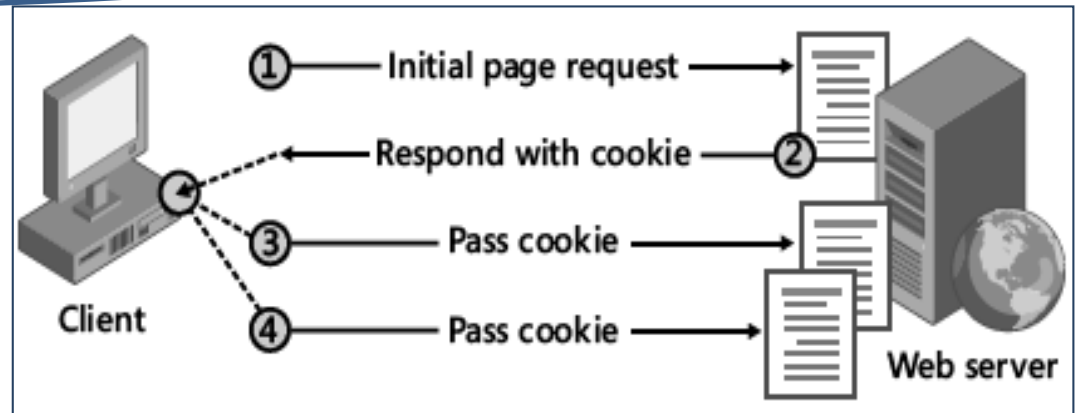 1 Initial page request
Respond with cookie 2
3 Pass cookie
4 Pass cookie
Client
Web server